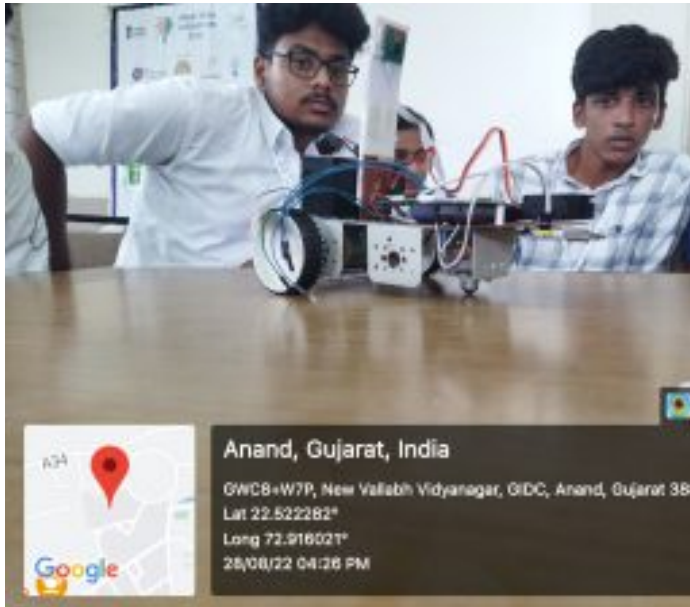 A34
Google
Anand, Gujarat, India
GWC8+W7P, New Vallabh Vidyanagar, GIDC, Anand, Gujarat 38
Lat 22.522282°
Long 72.916021°
28/08/22 04:26 PM